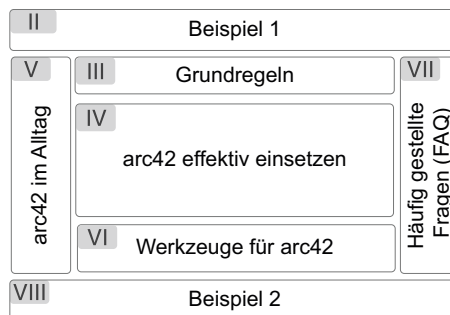 II
Beispiel 1
V
arc42 im Alltag
III
Grundregeln
IV
arc42 effektiv einsetzen
VI
Werkzeuge für arc42
VII
Häufig gestellte
Fragen (FAQ)
VIII
Beispiel 2